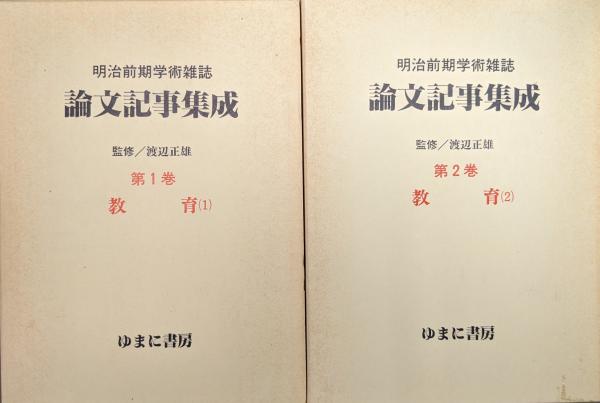 明治前期学術雑誌
論文記事集成
監修／渡辺正雄
第1巻
教育(1)
ゆまに書房
明治前期学術雑誌
論文記事集成
監修／渡辺正雄
第2巻
教育(2)
ゆまに書房